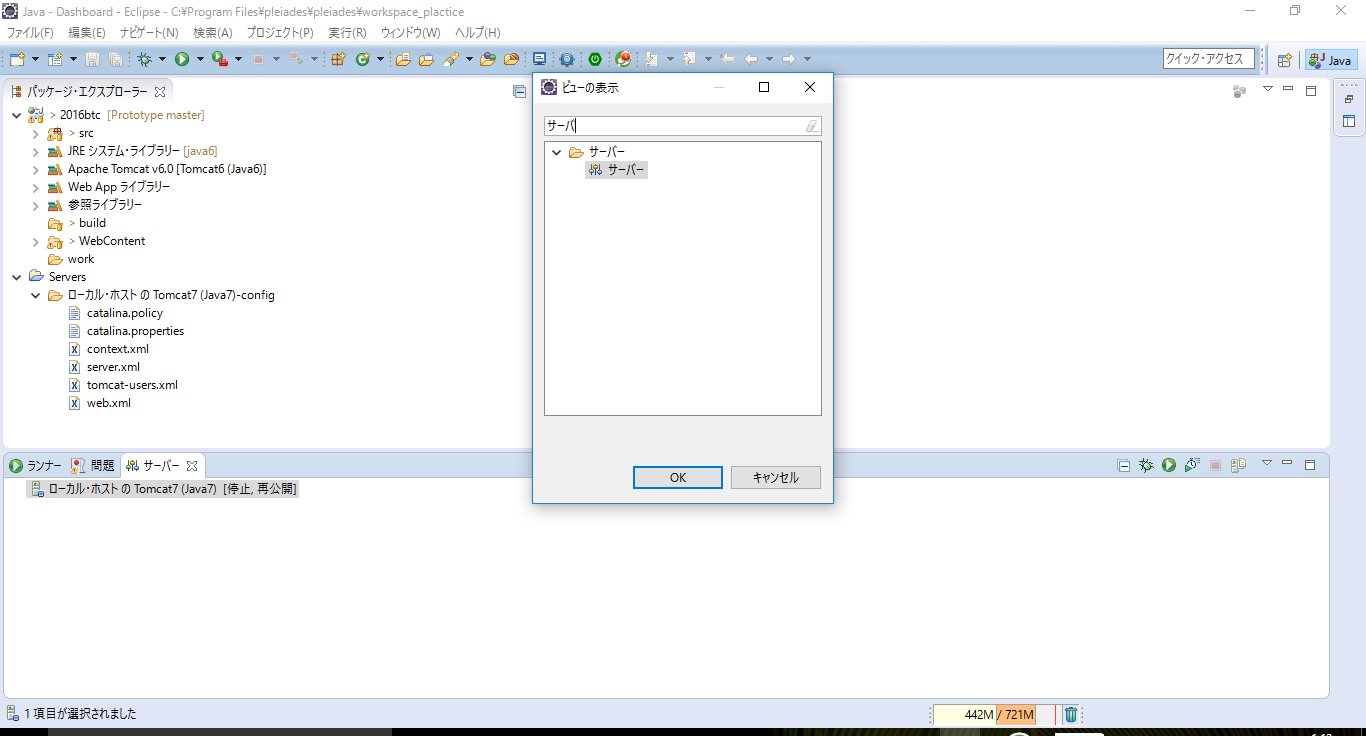 Java - Dashboard - Eclipse - C:¥Program Files¥pleiades¥pleiades¥workspace_plactice
ファイル(F) 編集(E) ナビゲート(N) 検索(A) プロジェクト(P) 実行(R) ウィンドウ(W) ヘルプ(H)
クイック・アクセス
Java
パッケージ・エクスプローラー
> 2016btc [Prototype master]
> src
JRE システム・ライブラリー [java6]
Apache Tomcat v6.0 [Tomcat6 (Java6)]
Web App ライブラリー
参照ライブラリー
> build
> WebContent
work
Servers
ローカル・ホスト の Tomcat7 (Java7)-config
catalina.policy
catalina.properties
context.xml
server.xml
tomcat-users.xml
web.xml
ビューの表示
サーバ
サーバー
サーバー
OK キャンセル
ランナー 問題 サーバー
ローカル・ホスト の Tomcat7 (Java7) [停止, 再公開]
1 項目が選択されました
442M / 721M